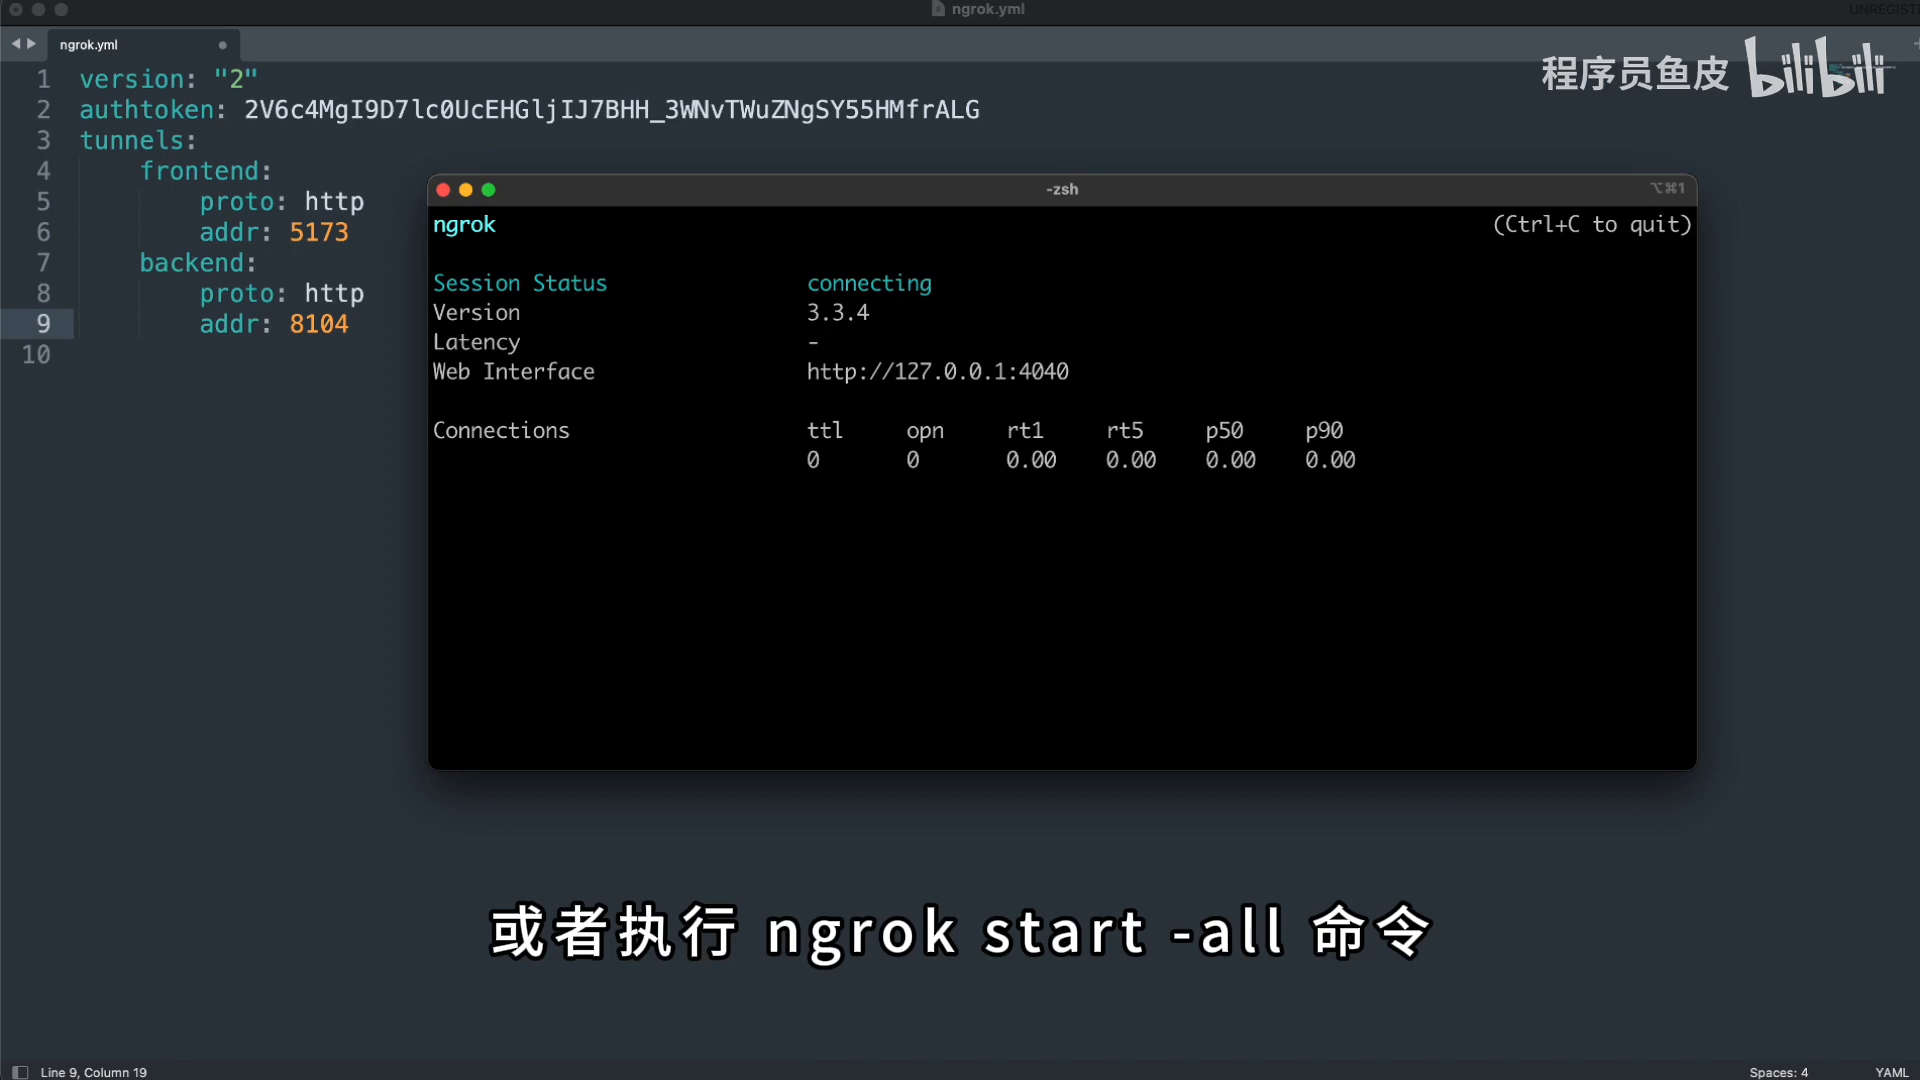 ngrok.yml
UNREGIST
ngrok.yml
程序员鱼皮 bilibili
1 version: "2"
2 authtoken: 2V6c4MgI9D7lc0UcEHGljIJ7BHH_3WNvTWuZNgSY55HMfrALG
3 tunnels:
4 frontend:
5 proto: http
6 addr: 5173
7 backend:
8 proto: http
9 addr: 8104
10
-zsh ⌥⌘1
ngrok (Ctrl+C to quit)
Session Status connecting
Version 3.3.4
Latency -
Web Interface http://127.0.0.1:4040
Connections ttl opn rt1 rt5 p50 p90
0 0 0.00 0.00 0.00 0.00
或者执行 ngrok start -all 命令
Line 9, Column 19 Spaces: 4 YAML